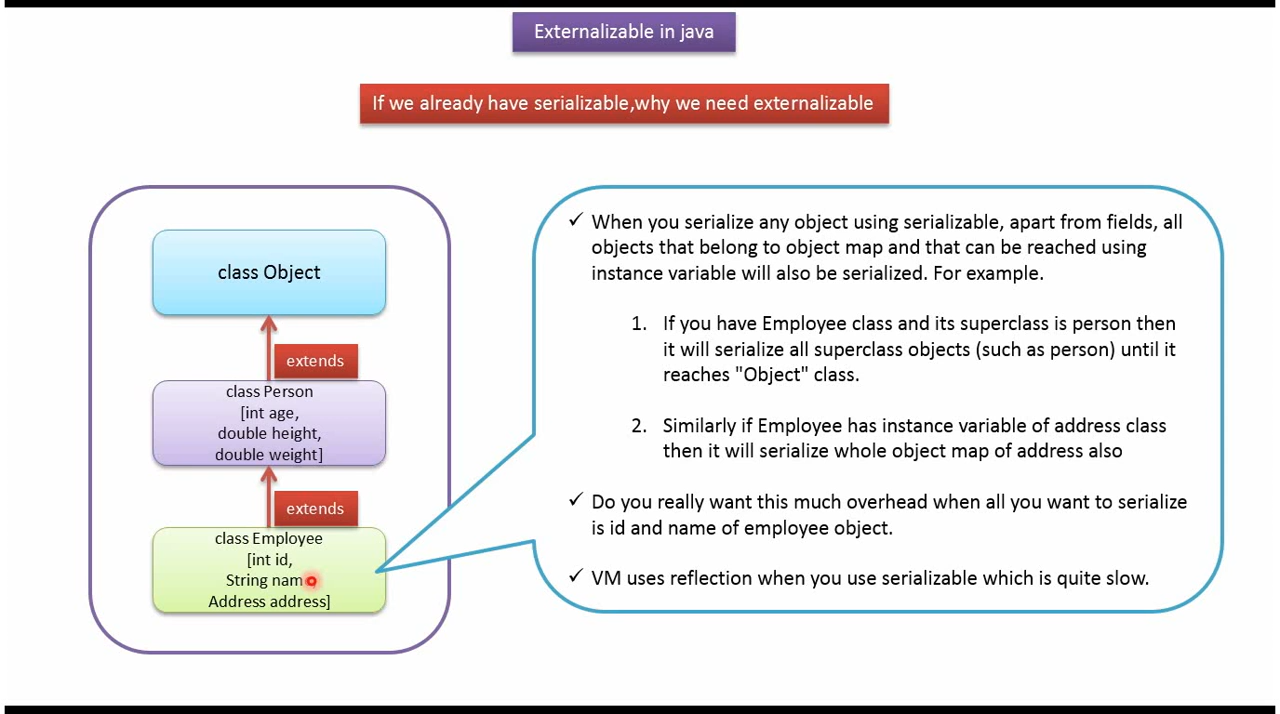 Externalizable in java
If we already have serializable,why we need externalizable
class Object
extends
class Person
[int age,
double height,
double weight]
extends
class Employee
[int id,
String nam
Address address]
✓ When you serialize any object using serializable, apart from fields, all
objects that belong to object map and that can be reached using
instance variable will also be serialized. For example.
1. If you have Employee class and its superclass is person then
it will serialize all superclass objects (such as person) until it
reaches "Object" class.
2. Similarly if Employee has instance variable of address class
then it will serialize whole object map of address also
✓ Do you really want this much overhead when all you want to serialize
is id and name of employee object.
✓ VM uses reflection when you use serializable which is quite slow.